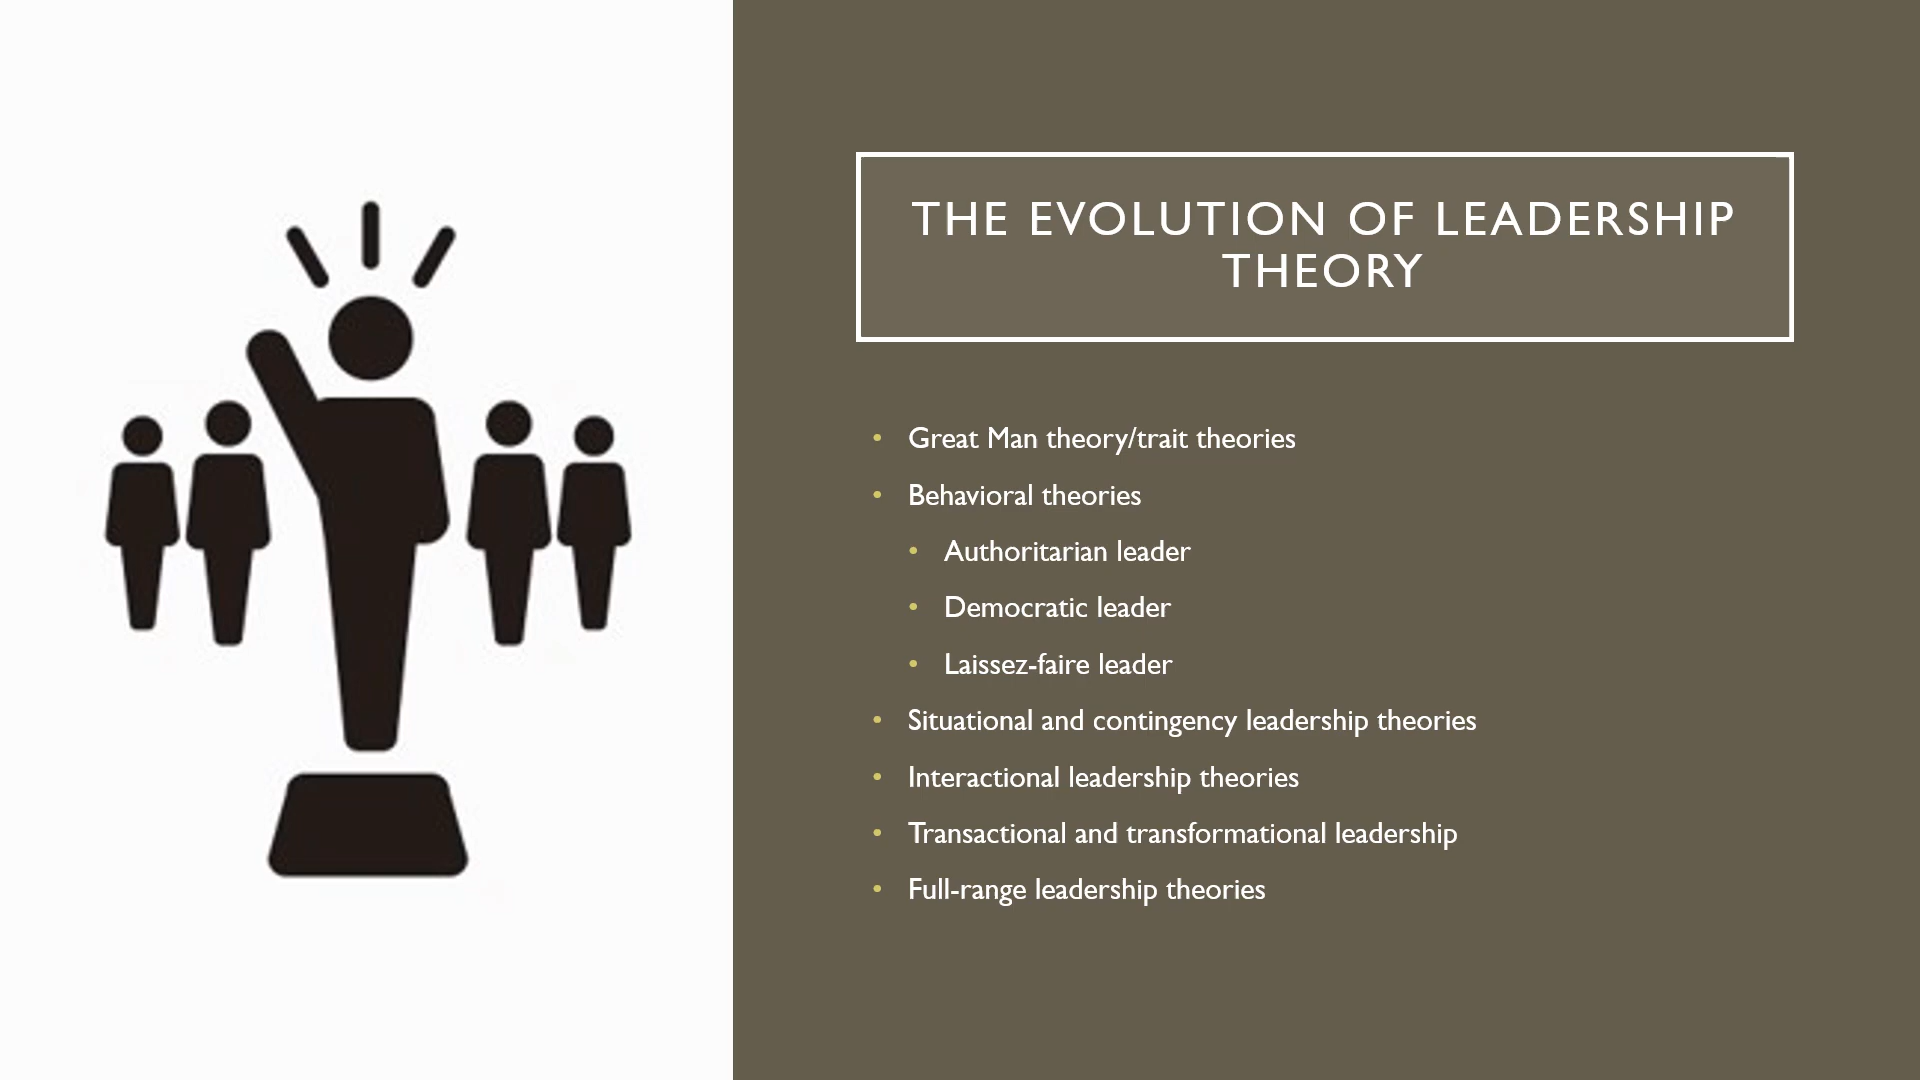 THE EVOLUTION OF LEADERSHIP
THEORY
• Great Man theory/trait theories
• Behavioral theories
• Authoritarian leader
• Democratic leader
• Laissez-faire leader
• Situational and contingency leadership theories
• Interactional leadership theories
• Transactional and transformational leadership
• Full-range leadership theories